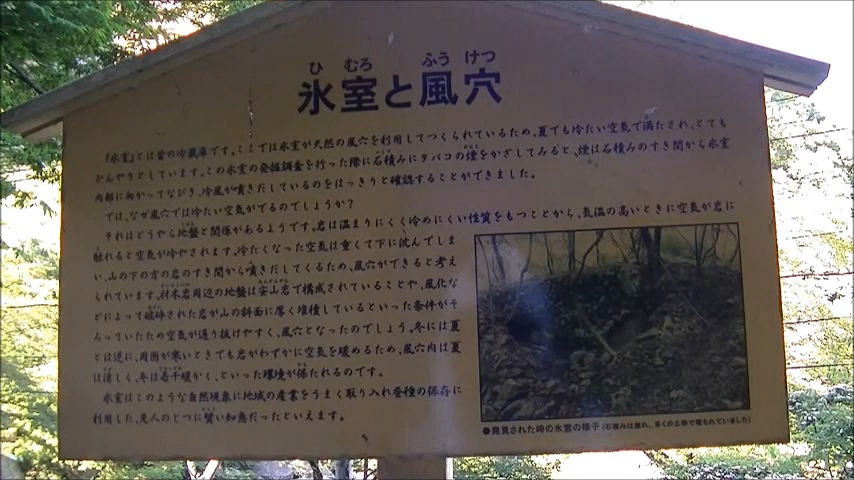 氷室と風穴
『氷室』とは昔の冷蔵庫です。ここでは氷室が天然の風穴を利用してつくられているため、夏でも冷たい空気で満たされ、とても
ひんやりとしています。この氷室の発掘調査を行った際に石積みにタバコの煙をかざしてみると、煙は石積みのすき間から氷室
内部に向かってなびき、冷風が噴きだしているのをはっきりと確認することができました。
では、なぜ風穴では冷たい空気がでるのでしょうか?
それはどうやら地盤と関係があるようです。岩は温まりにくく冷めにくい性質をもつことから、気温の高いときに空気が岩に
触れると空気が冷やされます。冷たくなった空気は重くて下に沈んでしま
い、山の下の方の岩のすき間から噴きだしてくるため、風穴ができると考え
られています。材木岩周辺の地盤は安山岩で構成されていることや、風化な
どによって破砕された岩が山の斜面に厚く堆積しているといった条件がそ
ろっていたため空気が通り抜けやすく、風穴となったのでしょう。冬には夏
とは逆に、周囲が寒いときでも岩がわずかに空気を暖めるため、風穴内は夏
は涼しく、冬は若干暖かく、といった環境が保たれるのです。
氷室はこのような自然現象に地域の産業をうまく取り入れ蚕種の保存に
利用した、先人のじつに賢い知恵だったといえます。
●発見された時の氷室の様子(石積みは崩れ、多くの土砂で埋もれていました)